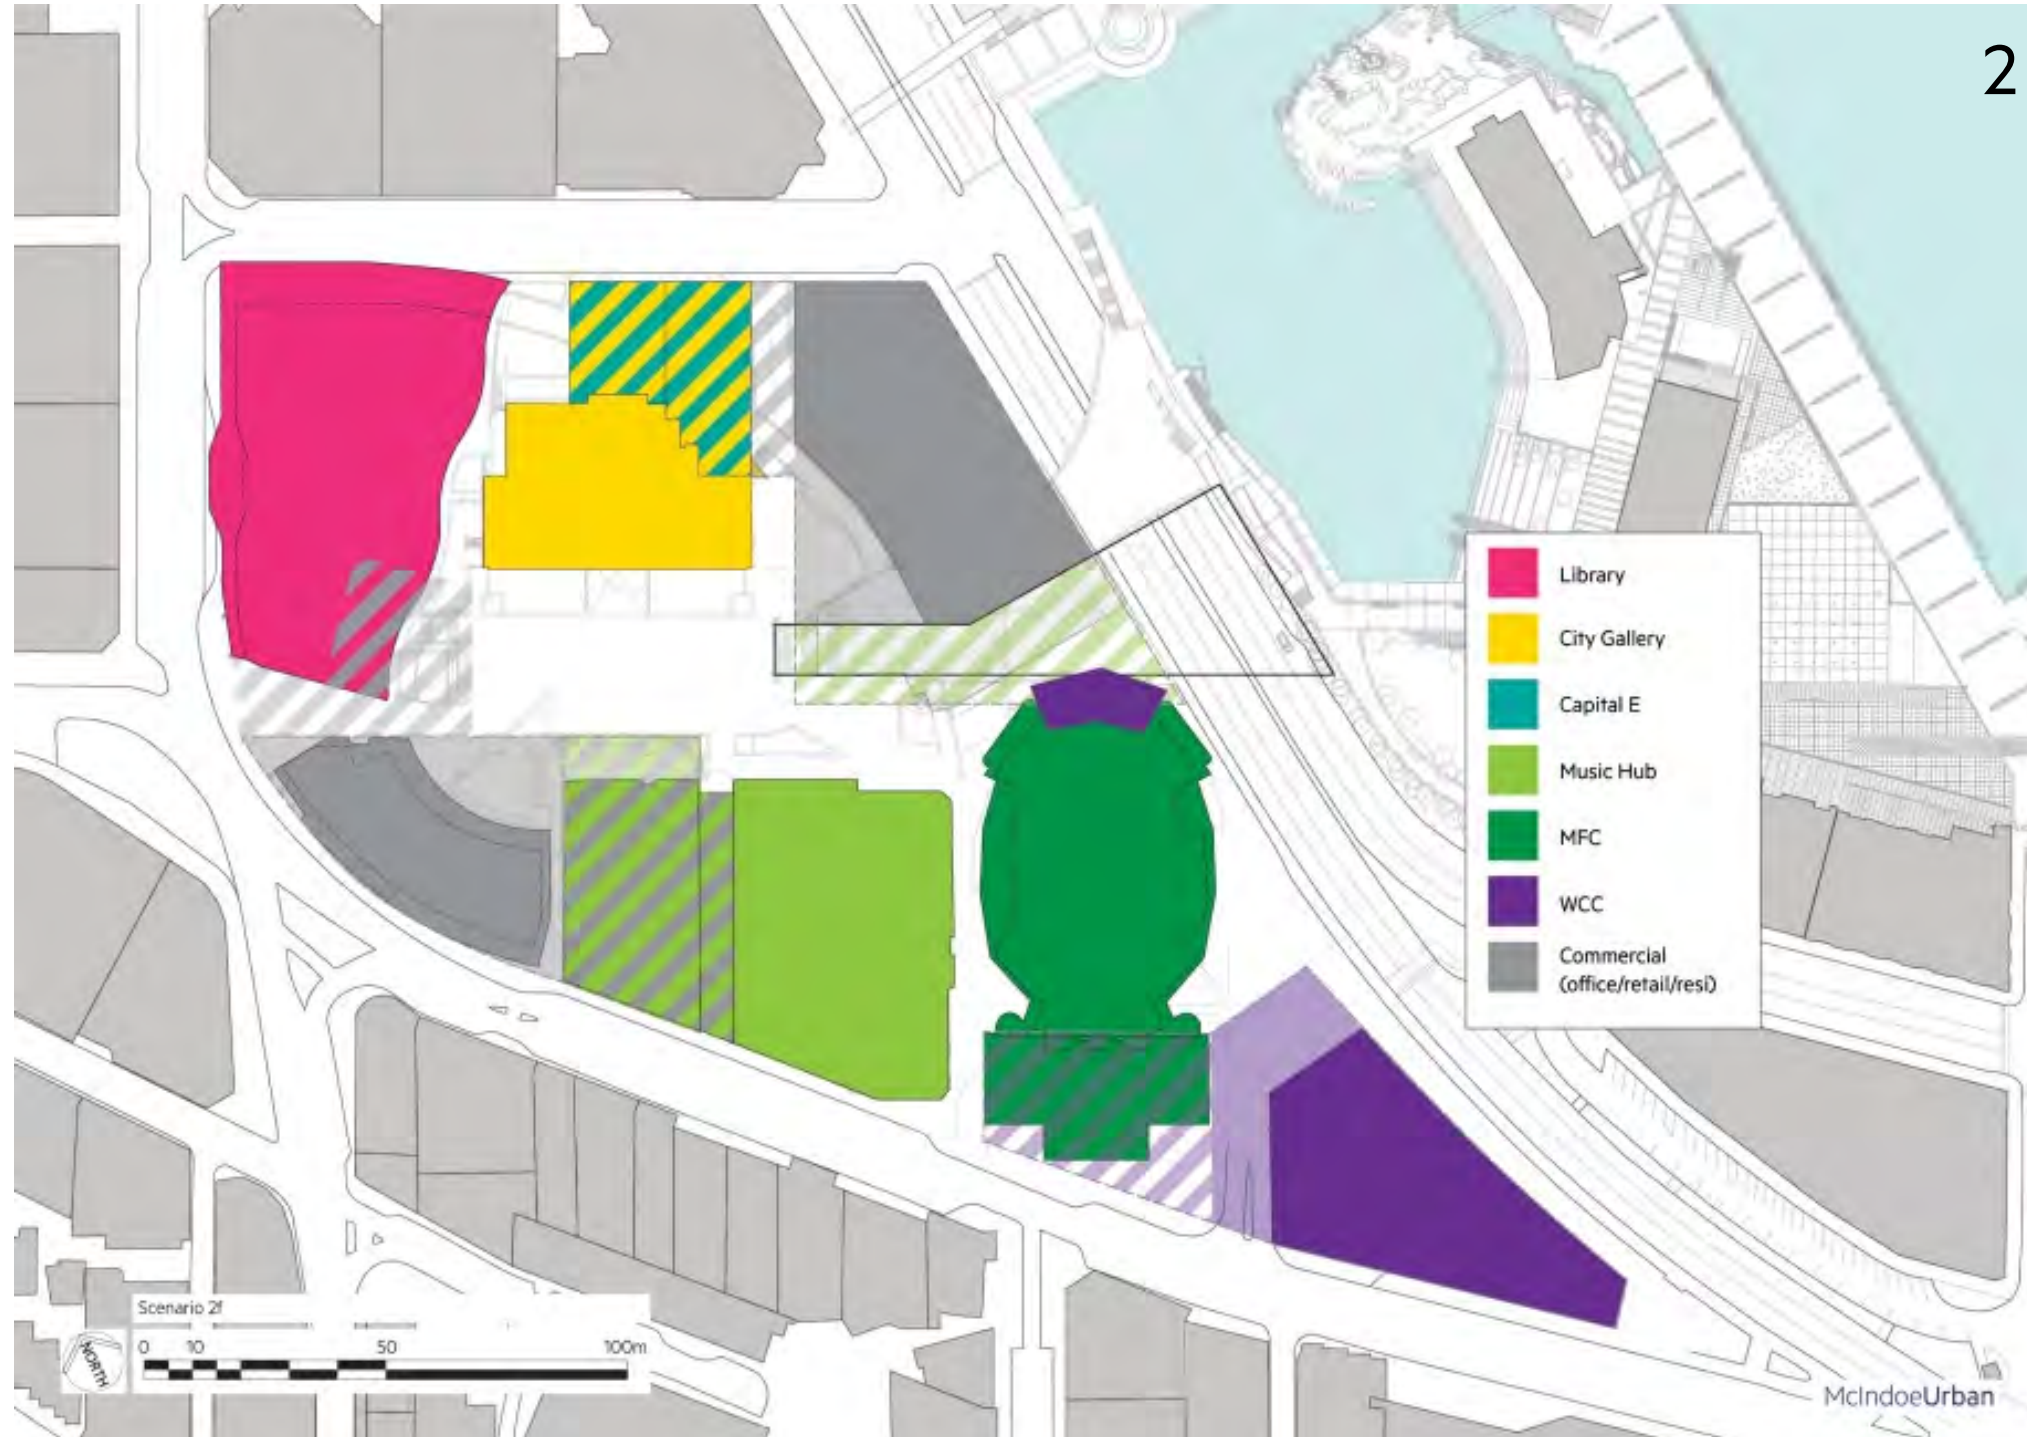 2
Library
City Gallery
Capital E
Music Hub
MFC
WCC
Commercial
(office/retail/resi)
Scenario 2f
0 10 50 100m
NORTH
McIndoeUrban